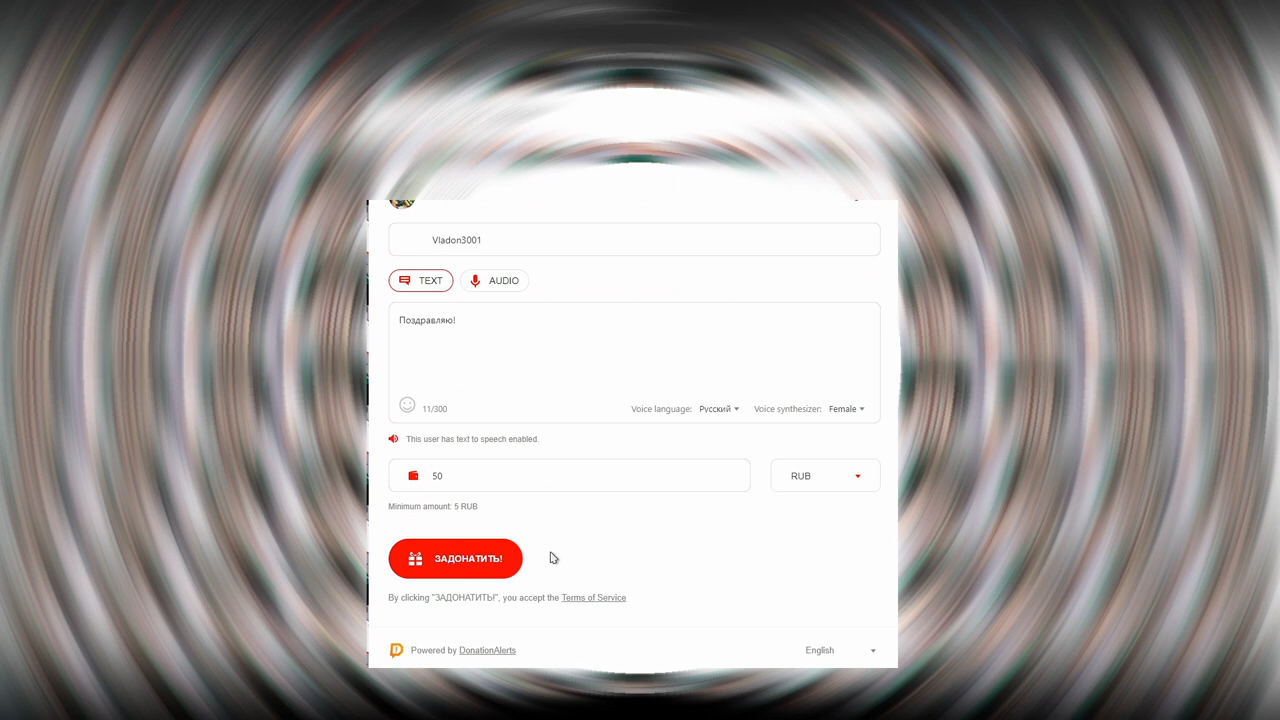 Vladon3001
TEXT
AUDIO
Поздравляю!
11/300
Voice language: Русский
Voice synthesizer: Female
This user has text to speech enabled.
50
RUB
Minimum amount: 5 RUB
ЗАДОНАТИТЬ!
By clicking "ЗАДОНАТИТЬ!", you accept the Terms of Service
Powered by DonationAlerts
English